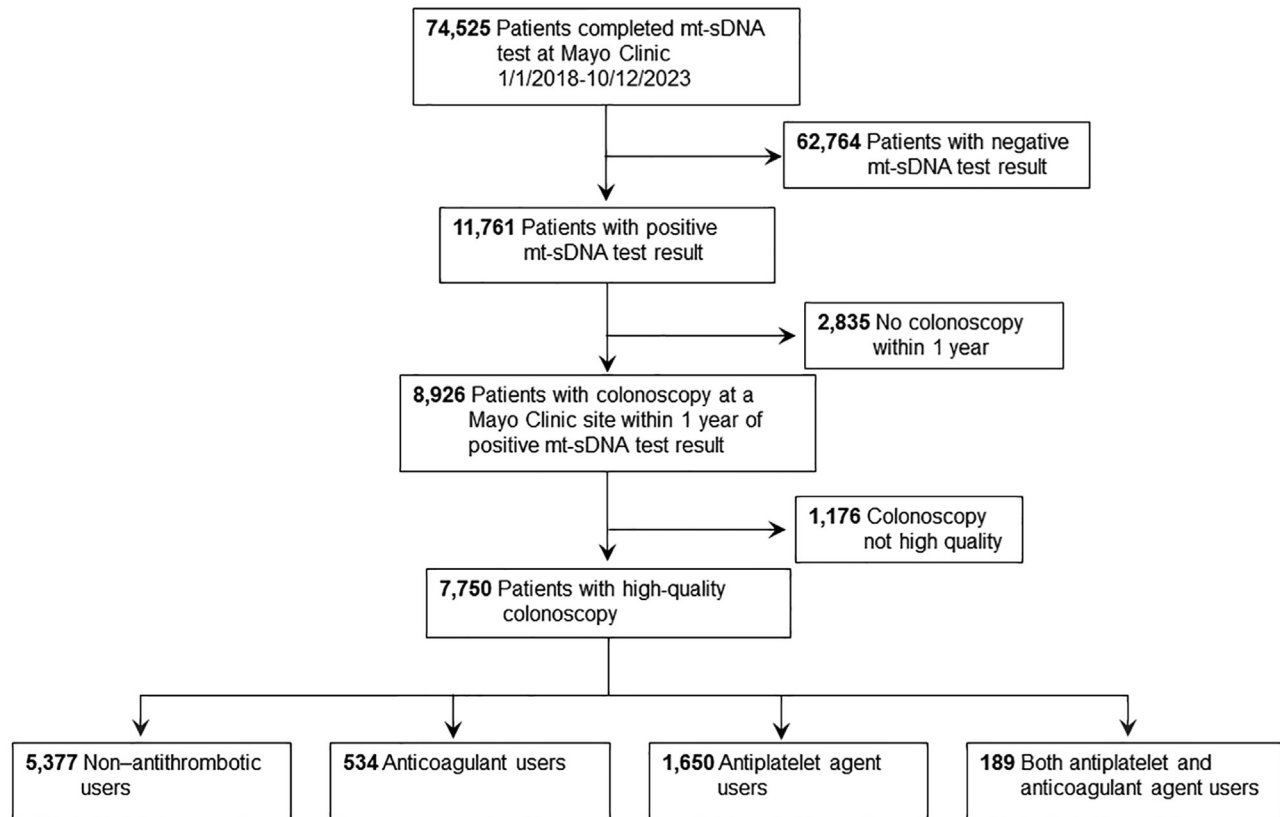 74,525 Patients completed mt-sDNA
test at Mayo Clinic
1/1/2018-10/12/2023
62,764 Patients with negative
mt-sDNA test result
11,761 Patients with positive
mt-sDNA test result
2,835 No colonoscopy
within 1 year
8,926 Patients with colonoscopy at a
Mayo Clinic site within 1 year of
positive mt-sDNA test result
1,176 Colonoscopy
not high quality
7,750 Patients with high-quality
colonoscopy
5,377 Non–antithrombotic
users
534 Anticoagulant users
1,650 Antiplatelet agent
users
189 Both antiplatelet and
anticoagulant agent users